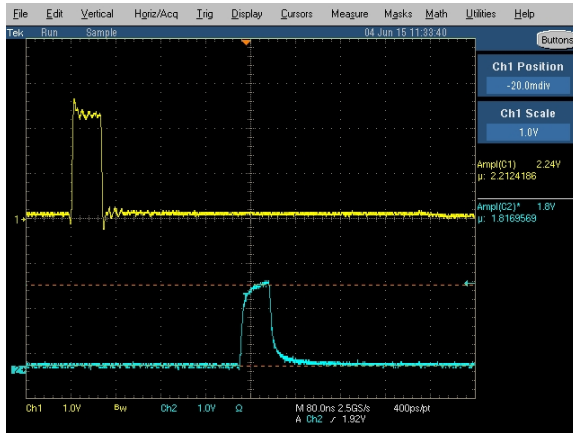 File Edit Vertical Horiz/Acq Trig Display Cursors Measure Masks Math Utilities Help
Tek Run Sample 04 Jun 15 11:33:40
Buttons
Ch1 Position
-20.0mdiv
Ch1 Scale
1.0V
Ampl(C1) 2.24V
µ: 2.2124186
Ampl(C2)* 1.8V
µ: 1.8169569
1
2
Ch1 1.0V Bw Ch2 1.0V Ω M 80.0ns 2.5GS/s 400ps/pt
A Ch2 ∕ 1.92V